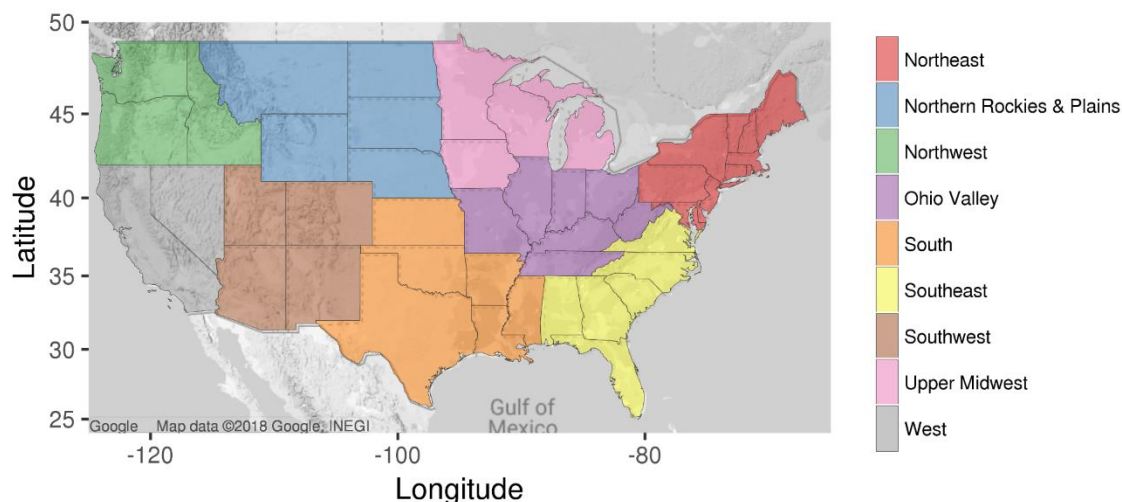 50
45
40
35
30
25
Latitude
Gulf of
Mexico
Google Map data ©2018 Google, INEGI
-120 -100 -80
Longitude
Northeast
Northern Rockies & Plains
Northwest
Ohio Valley
South
Southeast
Southwest
Upper Midwest
West